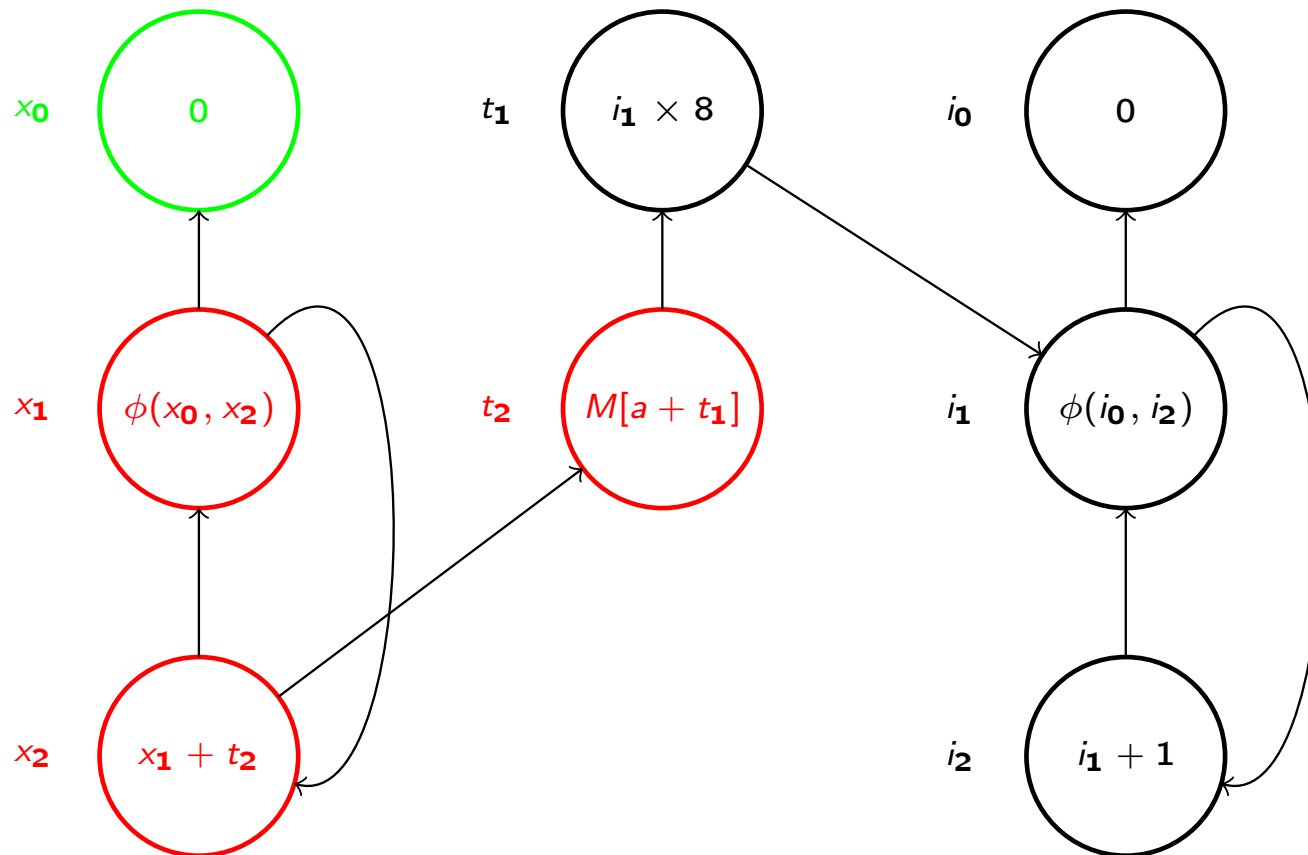 x₀ 0 t₁ i₁ × 8 i₀ 0
x₁ ϕ(x₀, x₂) t₂ M[a + t₁] i₁ ϕ(i₀, i₂)
x₂ x₁ + t₂ i₂ i₁ + 1